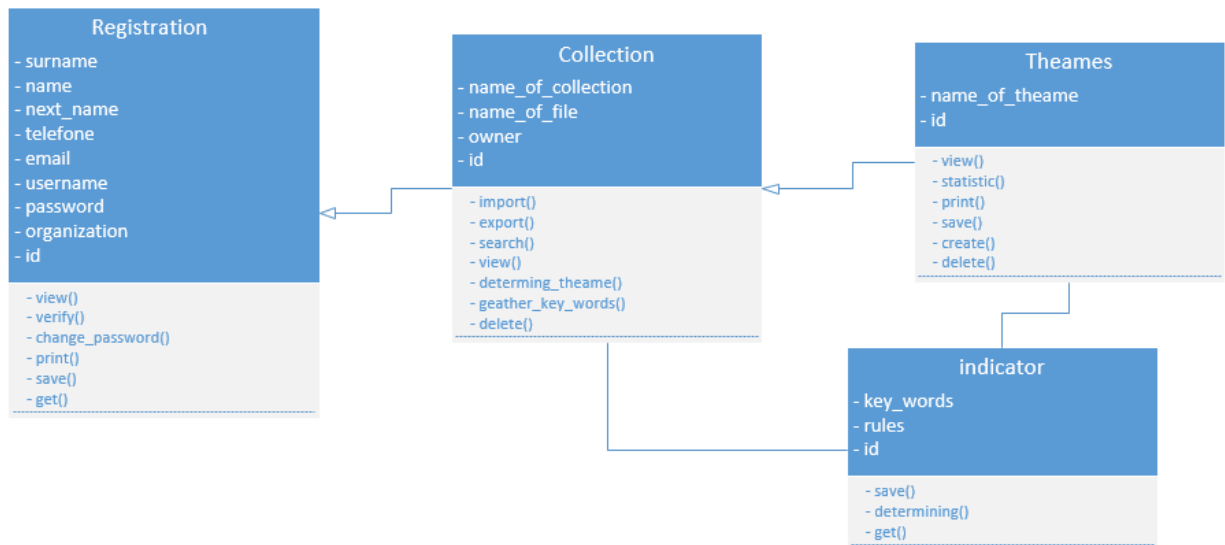 Registration
- surname
- name
- next_name
- telefone
- email
- username
- password
- organization
- id
- view()
- verify()
- change_password()
- print()
- save()
- get()
Collection
- name_of_collection
- name_of_file
- owner
- id
- import()
- export()
- search()
- view()
- determing_theame()
- geather_key_words()
- delete()
Theames
- name_of_theame
- id
- view()
- statistic()
- print()
- save()
- create()
- delete()
indicator
- key_words
- rules
- id
- save()
- determining()
- get()